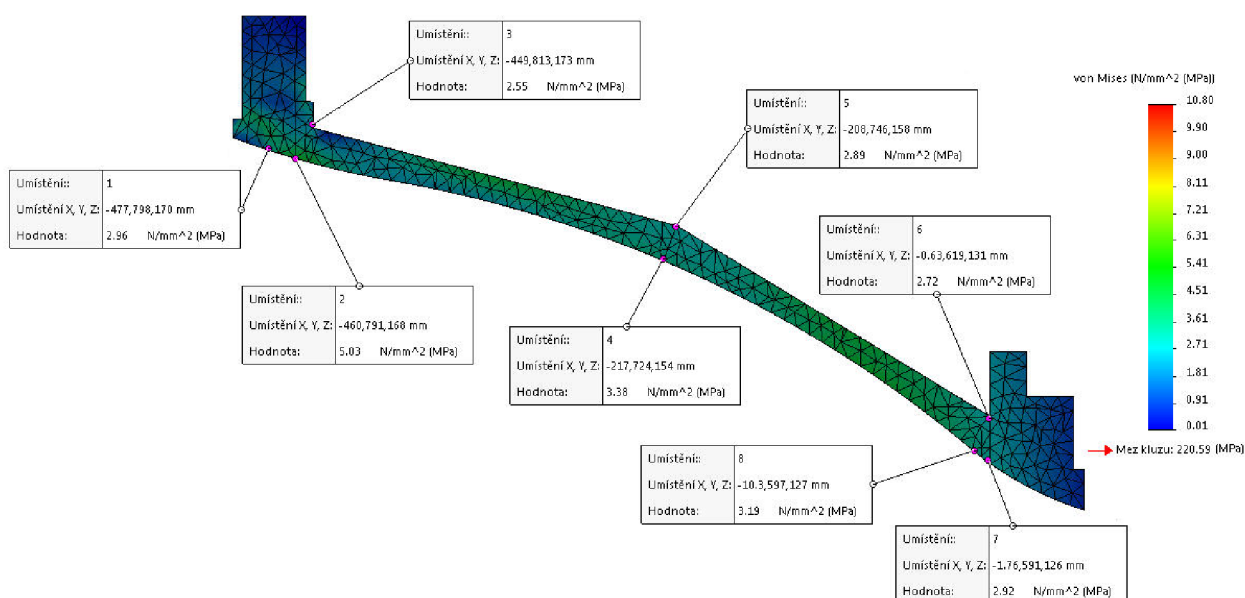 Umístění:: 3
Umístění X, Y, Z: -449,813,173 mm
Hodnota: 2.55 N/mm^2 (MPa)
Umístění:: 5
Umístění X, Y, Z: -208,746,158 mm
Hodnota: 2.89 N/mm^2 (MPa)
Umístění:: 1
Umístění X, Y, Z: -477,798,170 mm
Hodnota: 2.96 N/mm^2 (MPa)
Umístění:: 6
Umístění X, Y, Z: -0.63,619,131 mm
Hodnota: 2.72 N/mm^2 (MPa)
Umístění:: 2
Umístění X, Y, Z: -460,791,168 mm
Hodnota: 5.03 N/mm^2 (MPa)
Umístění:: 4
Umístění X, Y, Z: -217,724,154 mm
Hodnota: 3.38 N/mm^2 (MPa)
Umístění:: 8
Umístění X, Y, Z: -10.3,597,127 mm
Hodnota: 3.19 N/mm^2 (MPa)
Umístění:: 7
Umístění X, Y, Z: -1.76,591,126 mm
Hodnota: 2.92 N/mm^2 (MPa)
von Mises (N/mm^2 (MPa))
10.80
9.90
9.00
8.11
7.21
6.31
5.41
4.51
3.61
2.71
1.81
0.91
0.01
Mez kluzu: 220.59 (MPa)